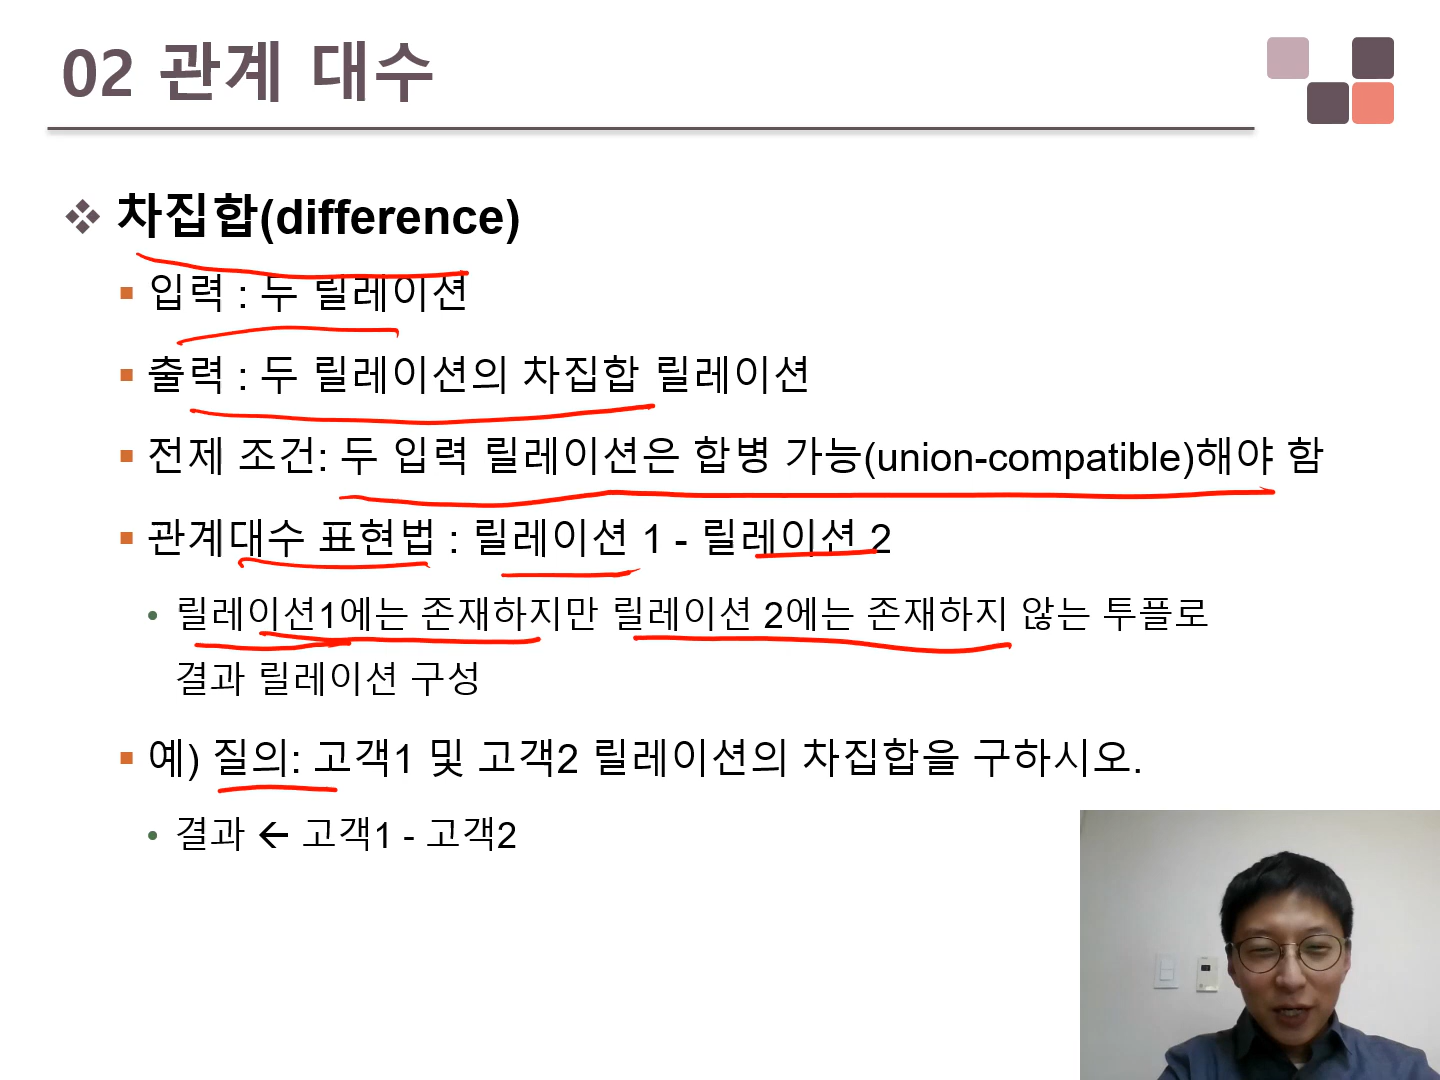 02 관계 대수
차집합(difference)
입력 : 두 릴레이션
출력 : 두 릴레이션의 차집합 릴레이션
전제 조건: 두 입력 릴레이션은 합병 가능(union-compatible)해야 함
관계대수 표현법 : 릴레이션 1 - 릴레이션 2
릴레이션1에는 존재하지만 릴레이션 2에는 존재하지 않는 투플로
결과 릴레이션 구성
예) 질의: 고객1 및 고객2 릴레이션의 차집합을 구하시오.
결과 ← 고객1 - 고객2